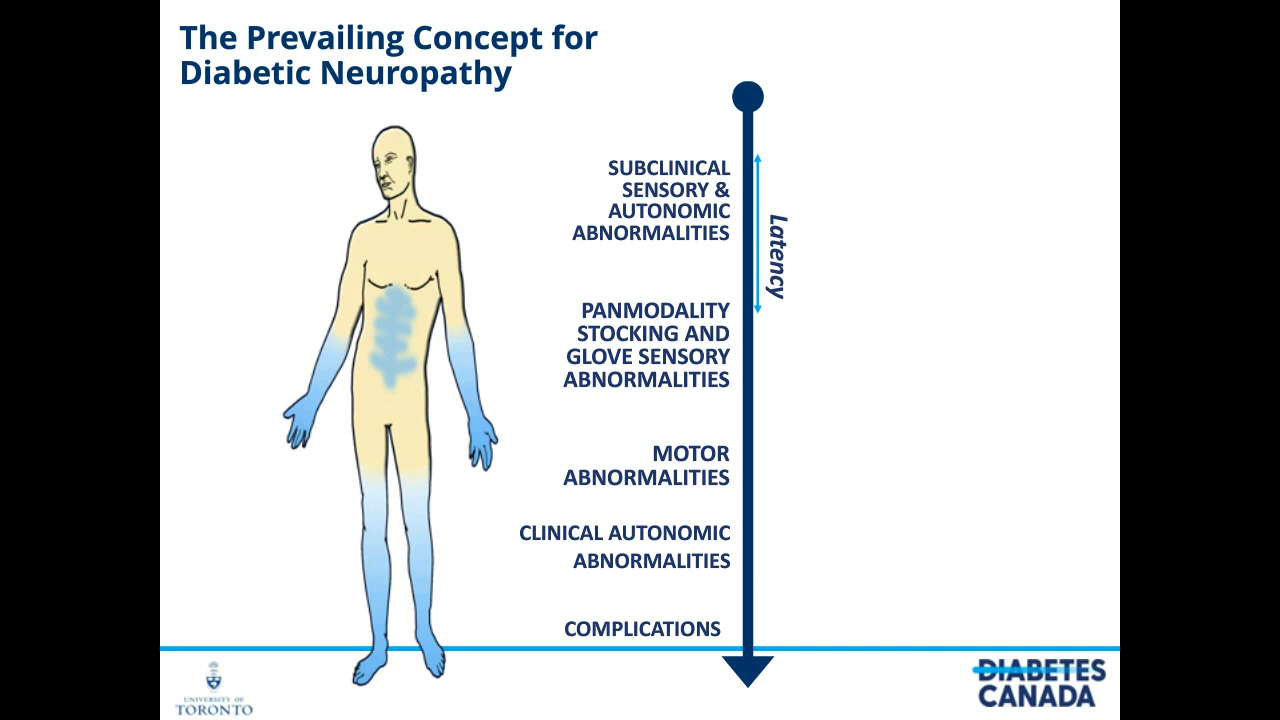 The Prevailing Concept for
Diabetic Neuropathy
SUBCLINICAL
SENSORY &
AUTONOMIC
ABNORMALITIES
Latency
PANMODALITY
STOCKING AND
GLOVE SENSORY
ABNORMALITIES
MOTOR
ABNORMALITIES
CLINICAL AUTONOMIC
ABNORMALITIES
COMPLICATIONS
UNIVERSITY OF
TORONTO
DIABETES
CANADA